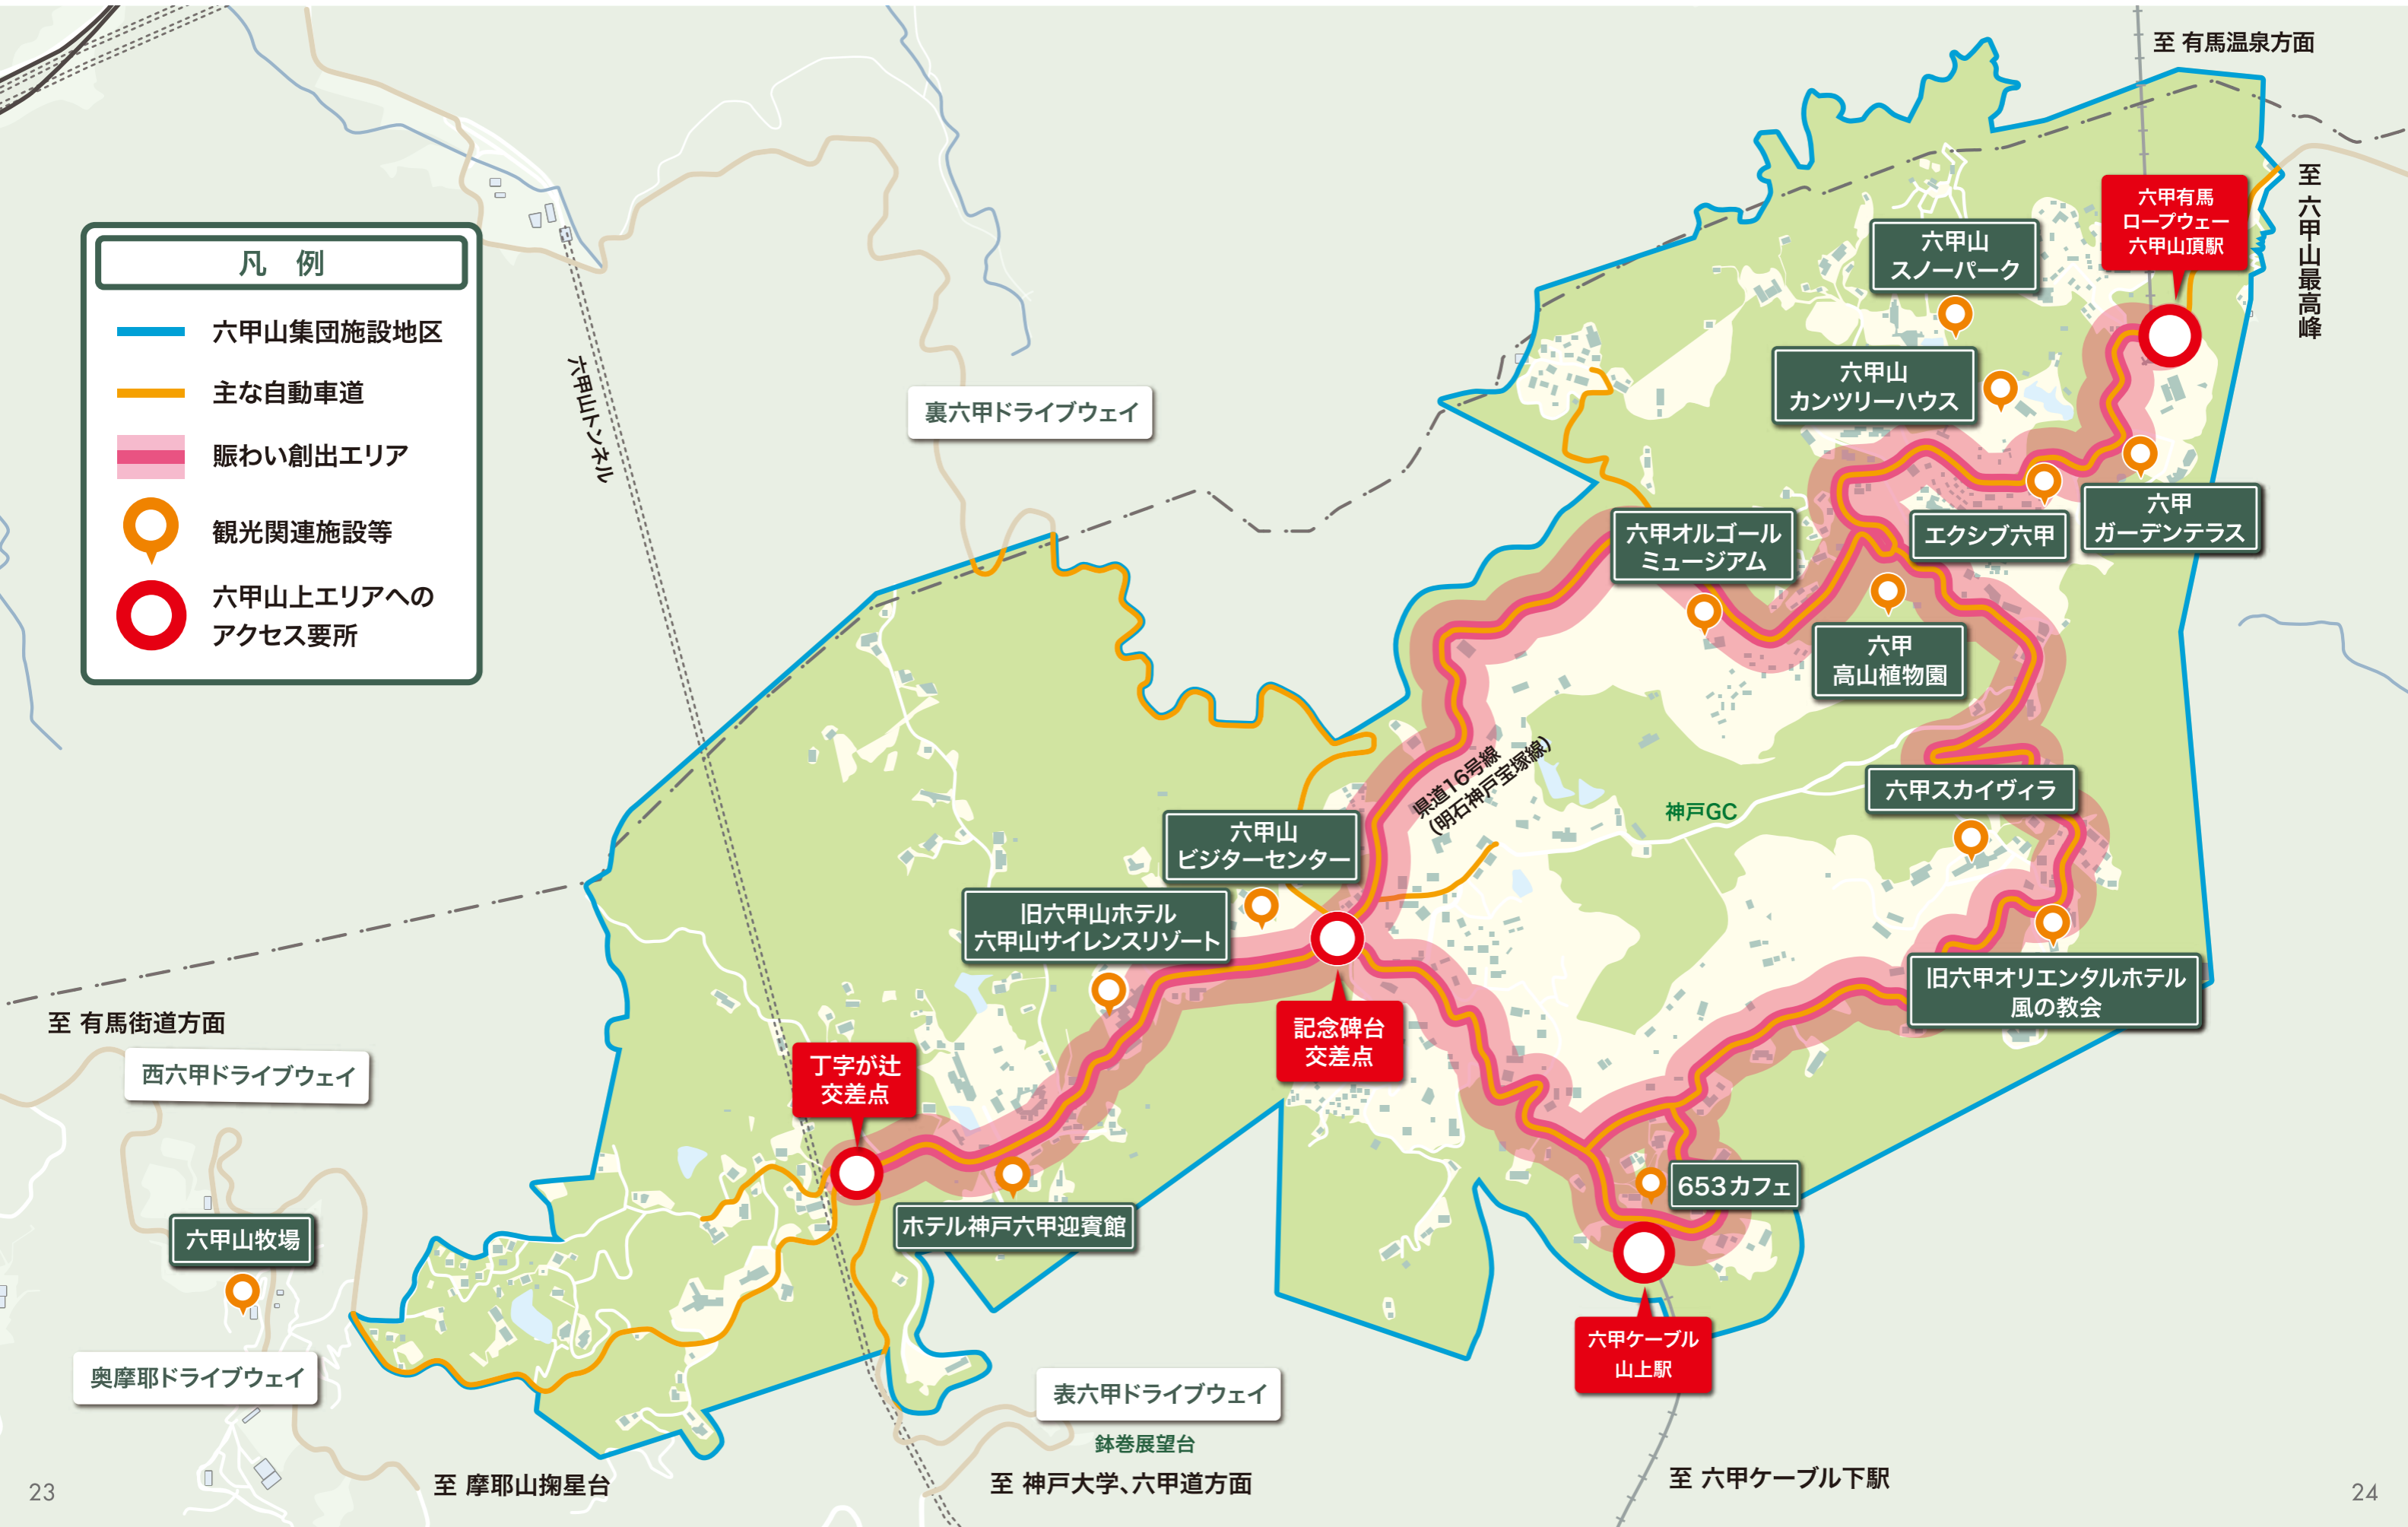 至 有馬温泉方面
至 六甲山最高峰
凡 例
六甲山集団施設地区
主な自動車道
賑わい創出エリア
観光関連施設等
六甲山上エリアへの
アクセス要所
六甲山トンネル
裏六甲ドライブウェイ
六甲有馬
ロープウェー
六甲山頂駅
六甲山
スノーパーク
六甲山
カンツリーハウス
六甲
ガーデンテラス
エクシブ六甲
六甲オルゴール
ミュージアム
六甲
高山植物園
県道16号線
(明石神戸宝塚線)
神戸GC
六甲スカイヴィラ
六甲山
ビジターセンター
旧六甲山ホテル
六甲山サイレンスリゾート
旧六甲オリエンタルホテル
風の教会
記念碑台
交差点
丁字が辻
交差点
至 有馬街道方面
西六甲ドライブウェイ
653カフェ
ホテル神戸六甲迎賓館
六甲山牧場
六甲ケーブル
山上駅
奥摩耶ドライブウェイ
表六甲ドライブウェイ
鉢巻展望台
至 摩耶山掬星台
至 神戸大学、六甲道方面
至 六甲ケーブル下駅
23
24